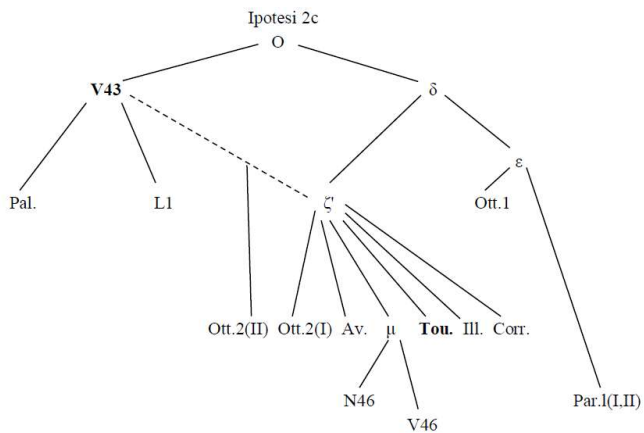 Ipotesi 2c
O
V43 δ
ε
Pal. L1 ζ' Ott.1
Ott.2(II) Ott.2(I) Av. μ Tou. Ill. Corr.
N46 Par.l(I,II)
V46